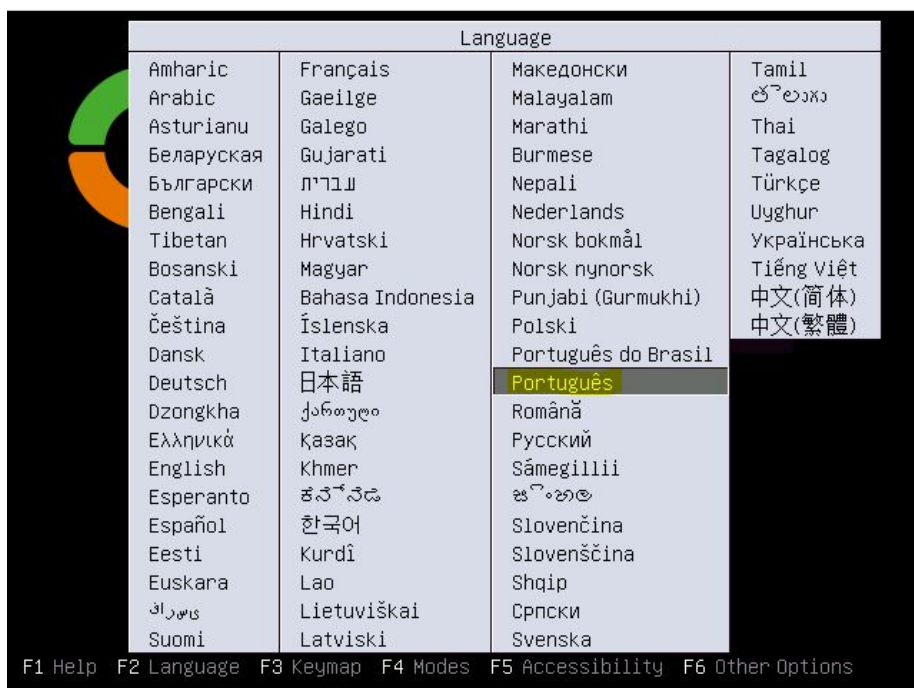 Language
Amharic
Arabic
Asturianu
Беларуская
Български
Bengali
Tibetan
Bosanski
Català
Čeština
Dansk
Deutsch
Dzongkha
Ελληνικά
English
Esperanto
Español
Eesti
Euskara
Suomi
Français
Gaeilge
Galego
Gujarati
עברית
Hindi
Hrvatski
Magyar
Bahasa Indonesia
Íslenska
Italiano
日本語
ქართული
Қазақ
Khmer
한국어
Kurdî
Lao
Lietuviškai
Latviski
Македонски
Malayalam
Marathi
Burmese
Nepali
Nederlands
Norsk bokmål
Norsk nynorsk
Punjabi (Gurmukhi)
Polski
Português do Brasil
Português
Română
Русский
Sámegillii
Slovenčina
Slovenščina
Shqip
Српски
Svenska
Tamil
Thai
Tagalog
Türkçe
Uyghur
Українська
Tiếng Việt
中文(简体)
中文(繁體)
F1 Help F2 Language F3 Keymap F4 Modes F5 Accessibility F6 Other Options